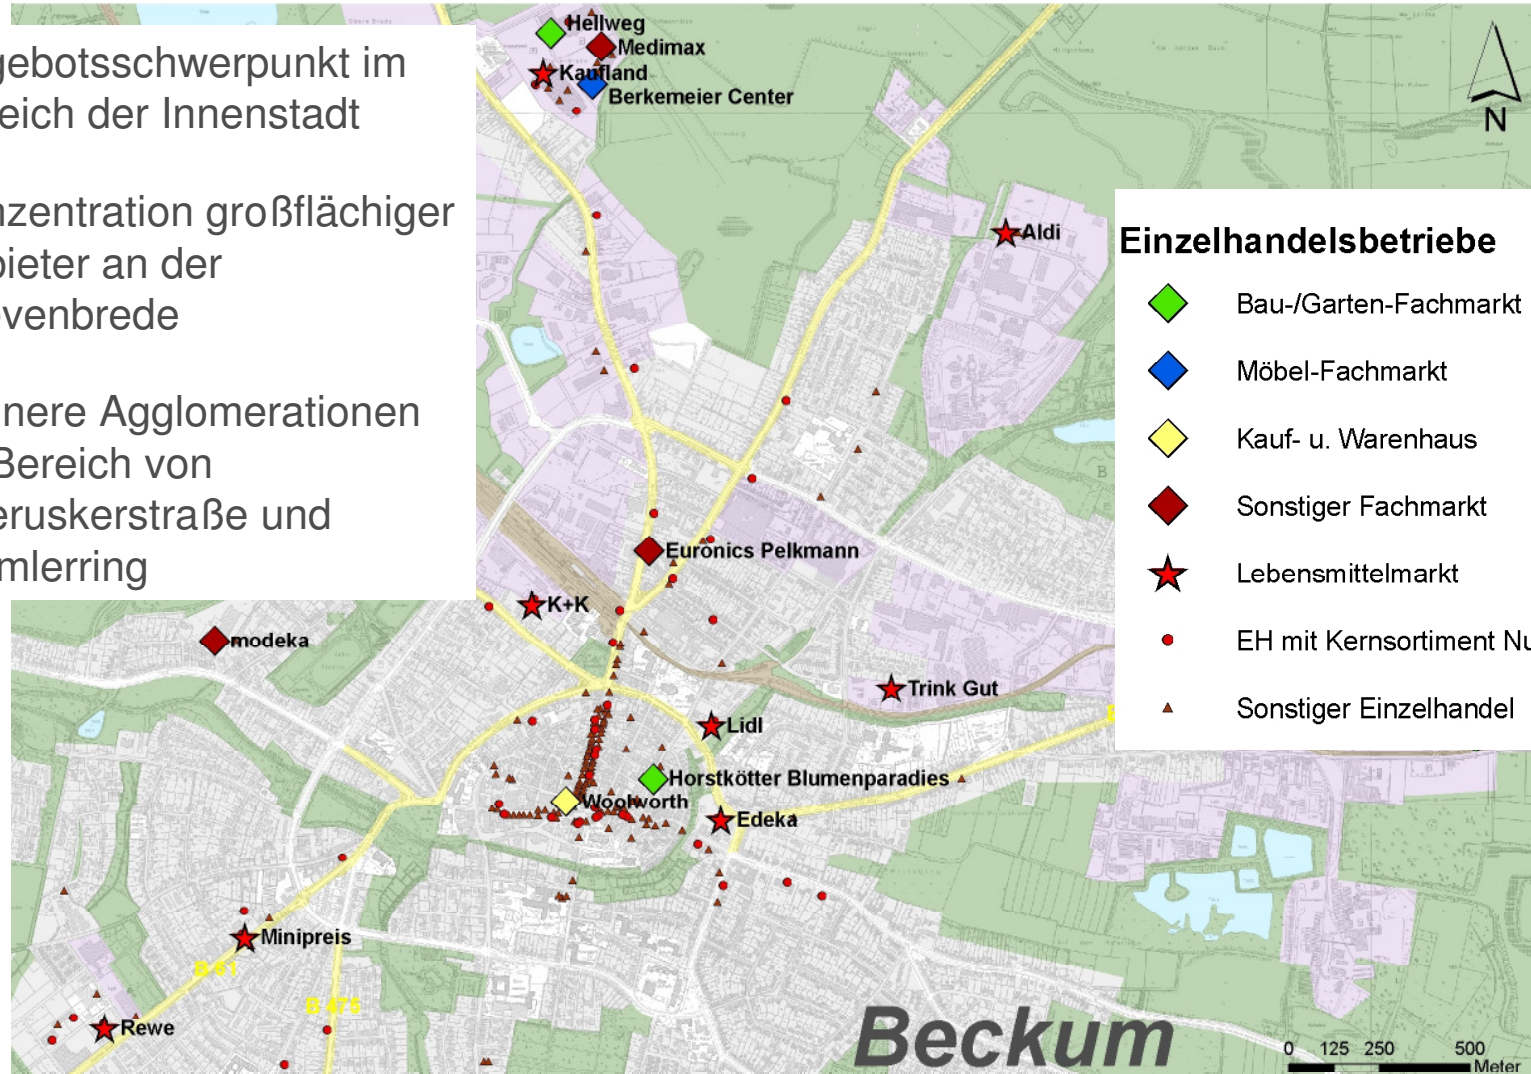 gebotsschwerpunkt im
eich der Innenstadt
nzentration großflächiger
bieter an der
evenbrede
nere Agglomerationen
Bereich von
eruskerstraße und
mlerring
Hellweg
Medimax
Kaufland
Berkemeier Center
N
Aldi
Einzelhandelsbetriebe
Bau-/Garten-Fachmarkt
Möbel-Fachmarkt
Kauf- u. Warenhaus
Sonstiger Fachmarkt
Lebensmittelmarkt
EH mit Kernsortiment Nu
Sonstiger Einzelhandel
Euronics Pelkmann
K+K
modeka
Trink Gut
Lidl
Horstkötter Blumenparadies
Woolworth
Edeka
Minipreis
B 61
B 475
Rewe
Beckum
0 125 250 500
Meter